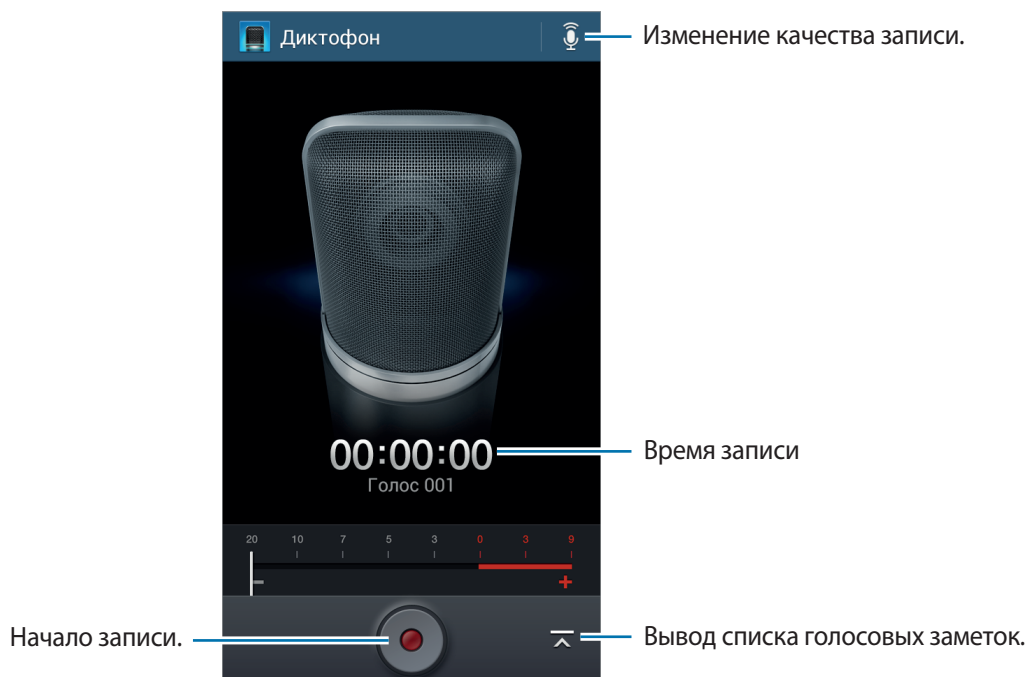 Диктофон
Изменение качества записи.
00:00:00
Время записи
Голос 001
20 10 7 5 3 0 3 9
− +
Начало записи.
Вывод списка голосовых заметок.